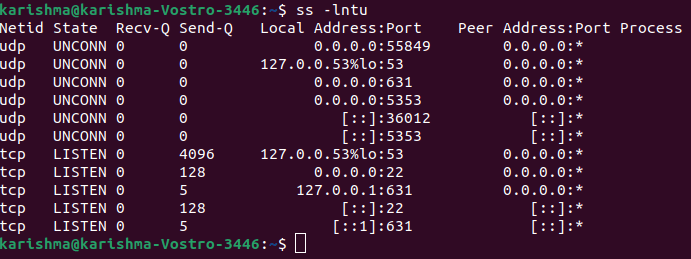 karishma@karishma-Vostro-3446:~$ ss -lntu
Netid State Recv-Q Send-Q Local Address:Port Peer Address:Port Process
udp UNCONN 0 0 0.0.0.0:55849 0.0.0.0:*
udp UNCONN 0 0 127.0.0.53%lo:53 0.0.0.0:*
udp UNCONN 0 0 0.0.0.0:631 0.0.0.0:*
udp UNCONN 0 0 0.0.0.0:5353 0.0.0.0:*
udp UNCONN 0 0 [::]:36012 [::]:*
udp UNCONN 0 0 [::]:5353 [::]:*
tcp LISTEN 0 4096 127.0.0.53%lo:53 0.0.0.0:*
tcp LISTEN 0 128 0.0.0.0:22 0.0.0.0:*
tcp LISTEN 0 5 127.0.0.1:631 0.0.0.0:*
tcp LISTEN 0 128 [::]:22 [::]:*
tcp LISTEN 0 5 [::1]:631 [::]:*
karishma@karishma-Vostro-3446:~$